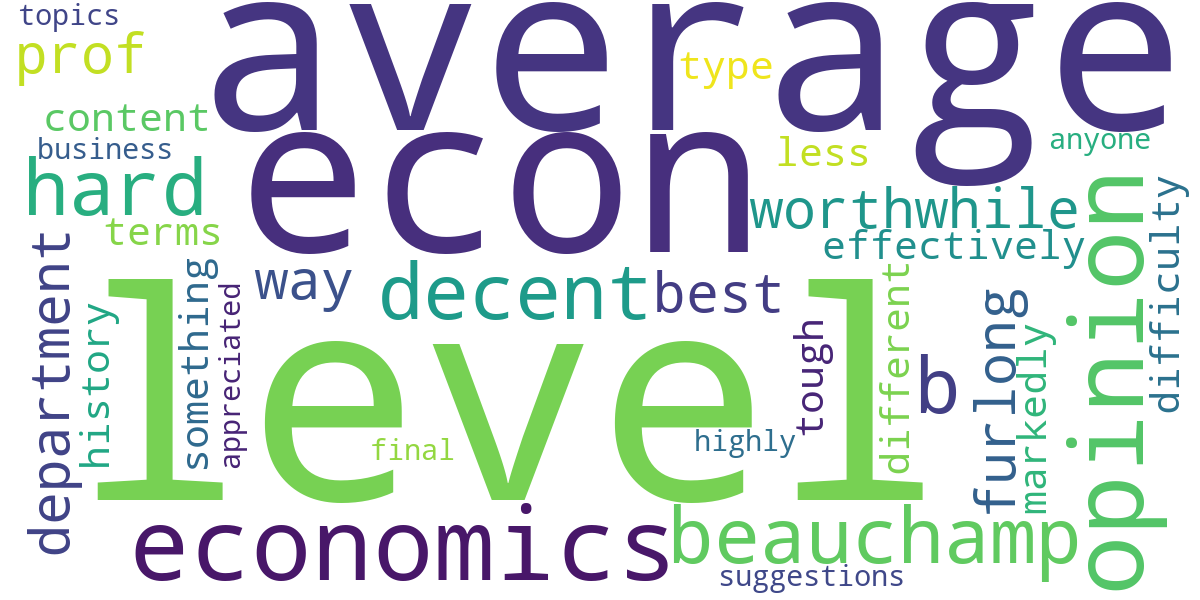 topics
average
prof
type
content
econ
less
anyone
business
hard
worthwhile
opinion
difficulty
terms
effectively
department
way
decent
best
history
something
appreciated
level
tough
different
b
furlong
markedly
final
highly
economics
beauchamp
suggestions